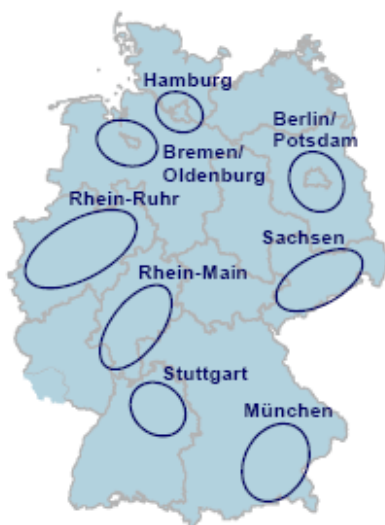 Hamburg
Berlin/
Potsdam
Bremen/
Oldenburg
Rhein-Ruhr
Sachsen
Rhein-Main
Stuttgart
München